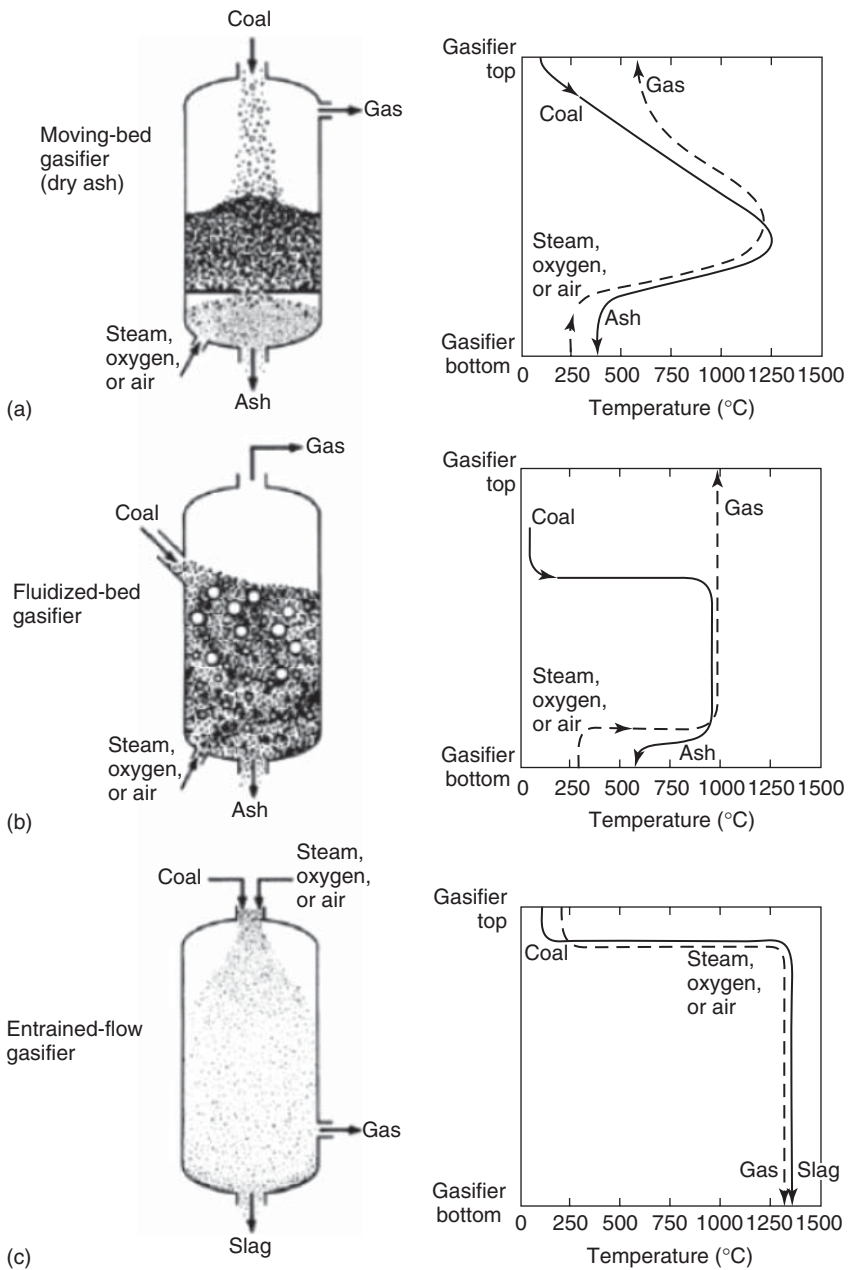 Coal
Gas
Moving-bed
gasifier
(dry ash)
Steam,
oxygen,
or air
Ash
(a)
Gasifier
top
Gas
Coal
Steam,
oxygen,
or air
Ash
Gasifier
bottom
0 250 500 750 1000 1250 1500
Temperature (°C)
Gas
Coal
Fluidized-bed
gasifier
Steam,
oxygen,
or air
Ash
(b)
Gasifier
top
Coal
Gas
Steam,
oxygen,
or air
Ash
Gasifier
bottom
0 250 500 750 1000 1250 1500
Temperature (°C)
Coal
Steam,
oxygen,
or air
Entrained-flow
gasifier
Gas
Slag
(c)
Gasifier
top
Coal
Steam,
oxygen,
or air
Gas
Slag
Gasifier
bottom
0 250 500 750 1000 1250 1500
Temperature (°C)